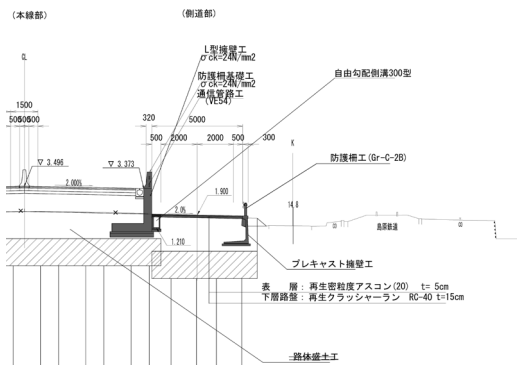 （本線部）
（側道部）
L型擁壁工
σck=24N/mm2
防護柵基礎工
σck=24N/mm2
通信管路工
（VE54）
自由勾配側溝300型
CL
1500
320
5000
500
2000
2000
500
300
K
防護柵工(Gr-C-2B)
▽ 3.496
▽ 3.373
2.000%
1.900
2.0%
1.210
島原鉄道
プレキャスト擁壁工
表　層：再生密粒度アスコン(20)　t= 5cm
下層路盤：再生クラッシャーラン　RC-40 t=15cm
路体盛土工